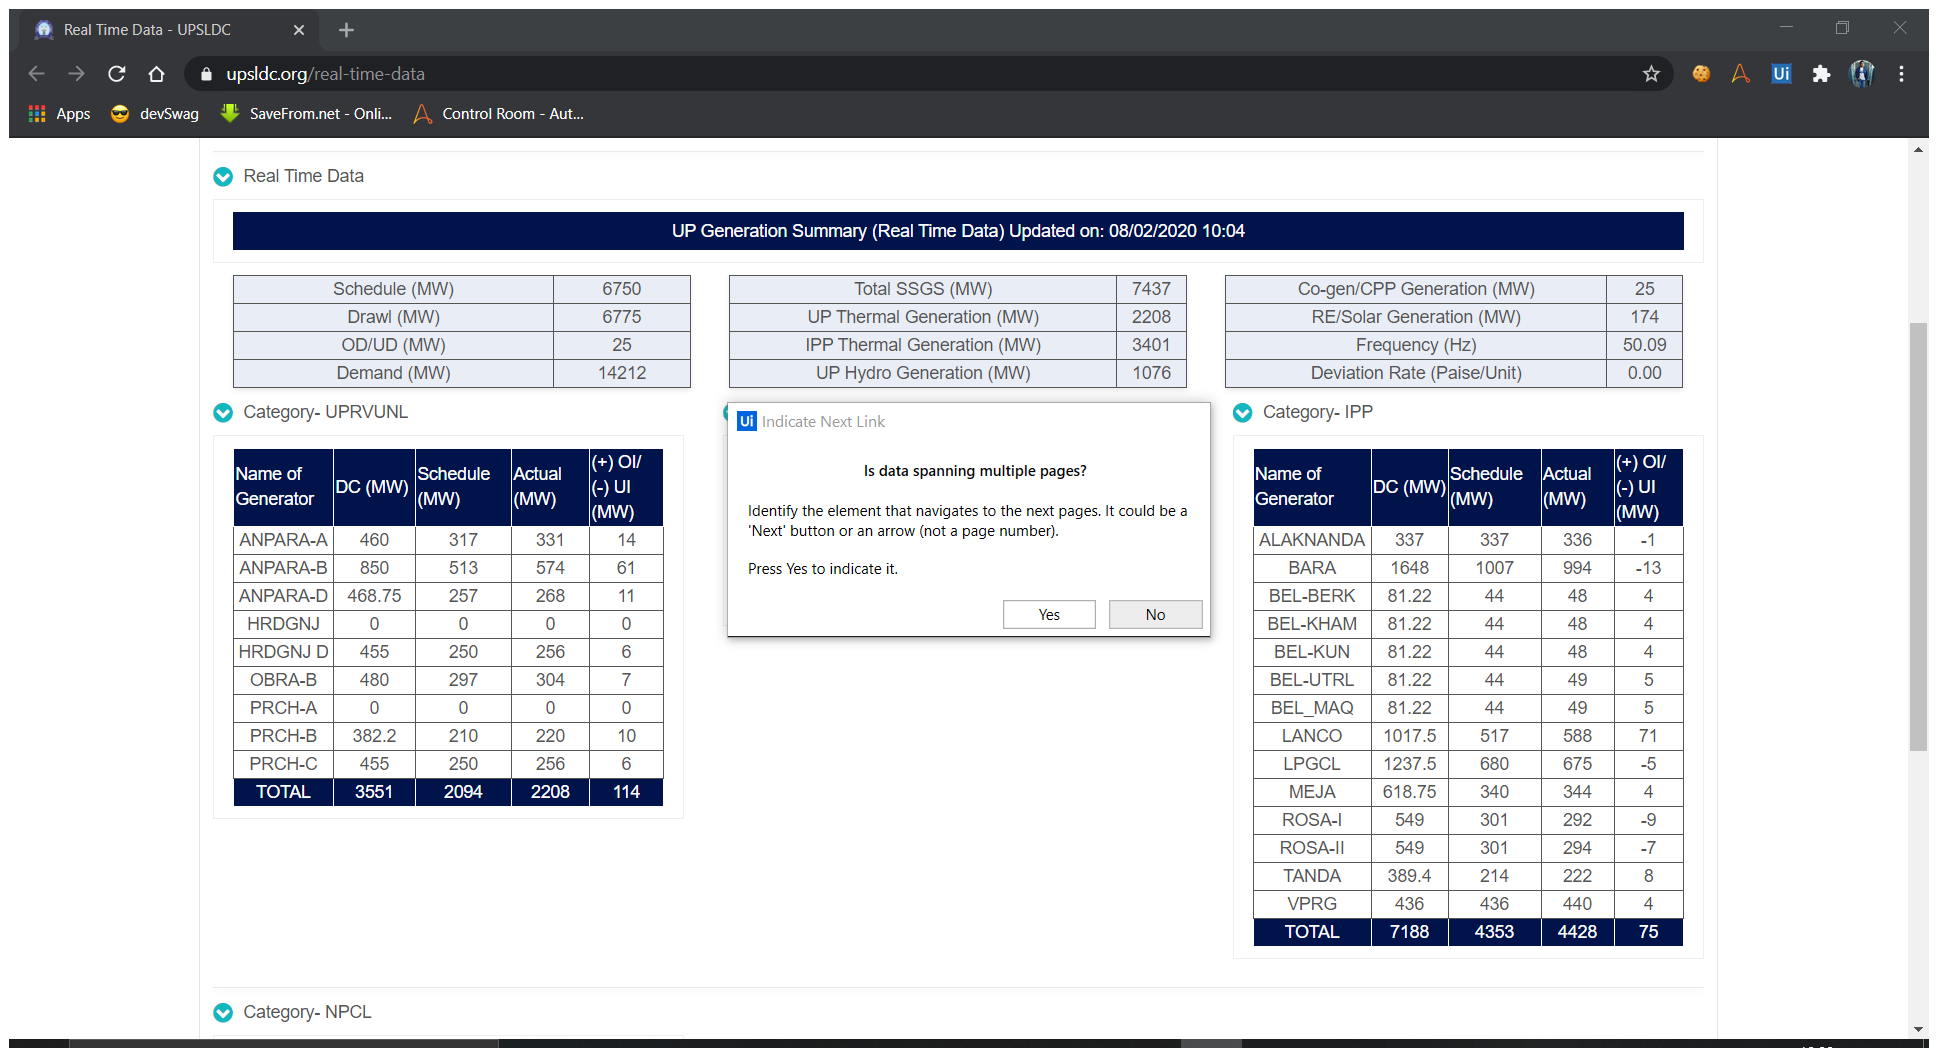 Real Time Data - UPSLDC
upsldc.org/real-time-data
Apps devSwag SaveFrom.net - Onli... Control Room - Aut...
Real Time Data
UP Generation Summary (Real Time Data) Updated on: 08/02/2020 10:04
Schedule (MW) 6750
Drawl (MW) 6775
OD/UD (MW) 25
Demand (MW) 14212
Total SSGS (MW) 7437
UP Thermal Generation (MW) 2208
IPP Thermal Generation (MW) 3401
UP Hydro Generation (MW) 1076
Co-gen/CPP Generation (MW) 25
RE/Solar Generation (MW) 174
Frequency (Hz) 50.09
Deviation Rate (Paise/Unit) 0.00
Category- UPRVUNL
Name of Generator DC (MW) Schedule (MW) Actual (MW) (+) OI/ (-) UI (MW)
ANPARA-A 460 317 331 14
ANPARA-B 850 513 574 61
ANPARA-D 468.75 257 268 11
HRDGNJ 0 0 0 0
HRDGNJ D 455 250 256 6
OBRA-B 480 297 304 7
PRCH-A 0 0 0 0
PRCH-B 382.2 210 220 10
PRCH-C 455 250 256 6
TOTAL 3551 2094 2208 114
Ui Indicate Next Link
Is data spanning multiple pages?
Identify the element that navigates to the next pages. It could be a
'Next' button or an arrow (not a page number).
Press Yes to indicate it.
Yes No
Category- IPP
Name of Generator DC (MW) Schedule (MW) Actual (MW) (+) OI/ (-) UI (MW)
ALAKNANDA 337 337 336 -1
BARA 1648 1007 994 -13
BEL-BERK 81.22 44 48 4
BEL-KHAM 81.22 44 48 4
BEL-KUN 81.22 44 48 4
BEL-UTRL 81.22 44 49 5
BEL_MAQ 81.22 44 49 5
LANCO 1017.5 517 588 71
LPGCL 1237.5 680 675 -5
MEJA 618.75 340 344 4
ROSA-I 549 301 292 -9
ROSA-II 549 301 294 -7
TANDA 389.4 214 222 8
VPRG 436 436 440 4
TOTAL 7188 4353 4428 75
Category- NPCL